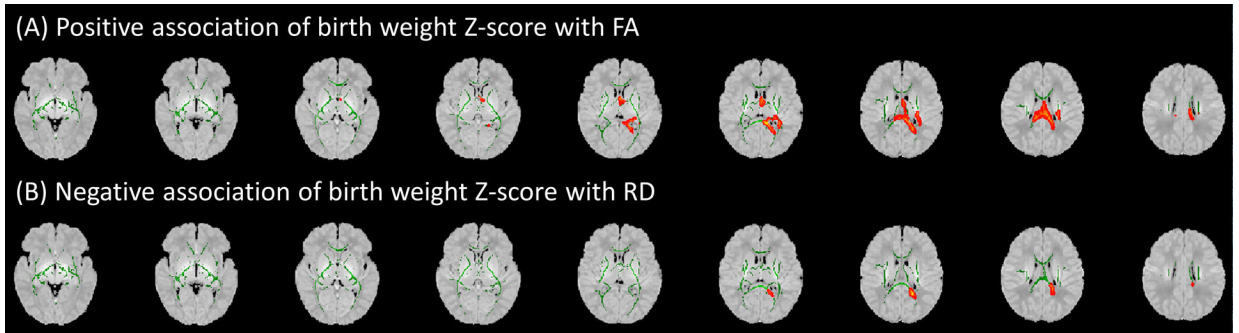 (A) Positive association of birth weight Z-score with FA
(B) Negative association of birth weight Z-score with RD